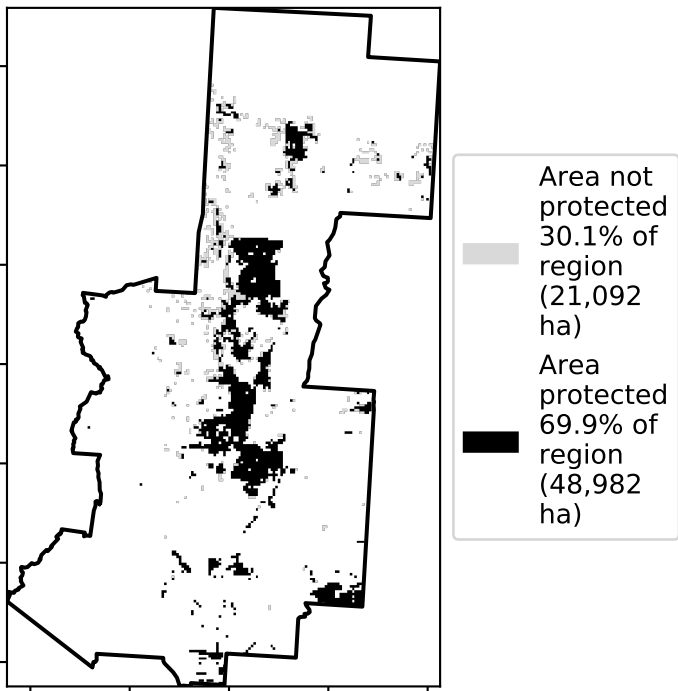 Area not
protected
30.1% of
region
(21,092
ha)
Area
protected
69.9% of
region
(48,982
ha)